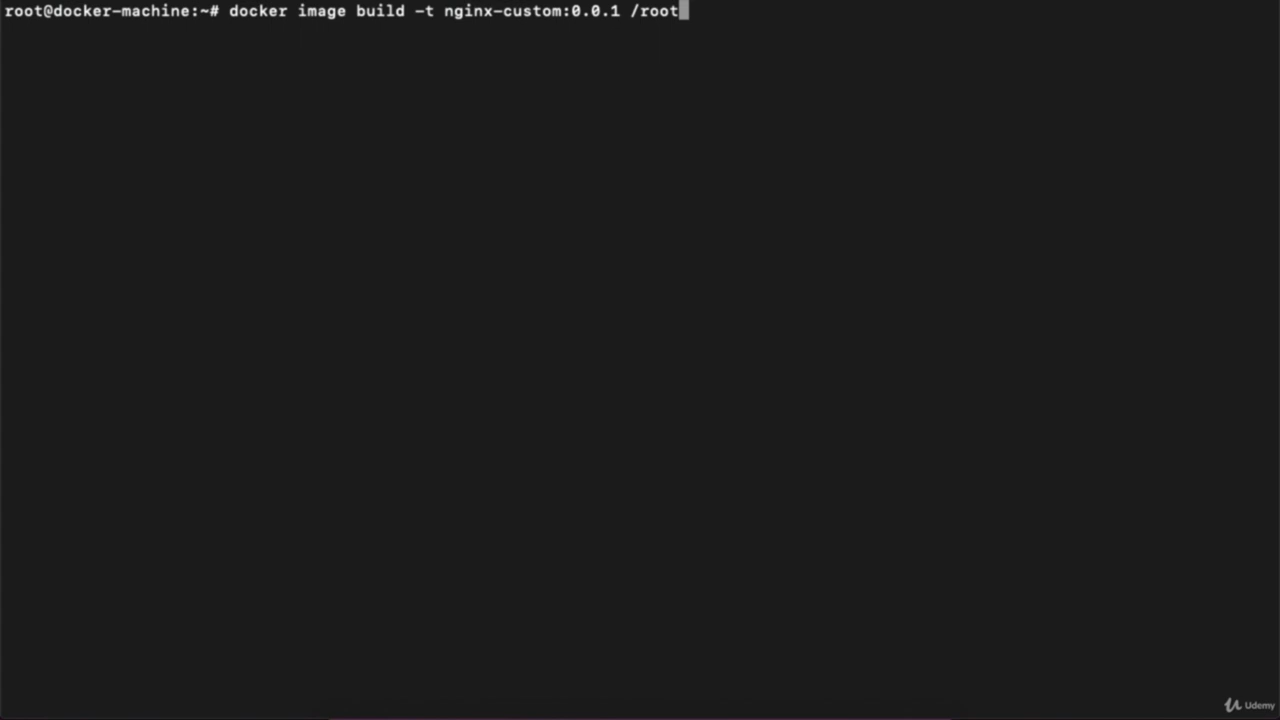 root@docker-machine:~# docker image build -t nginx-custom:0.0.1 /root
Udemy